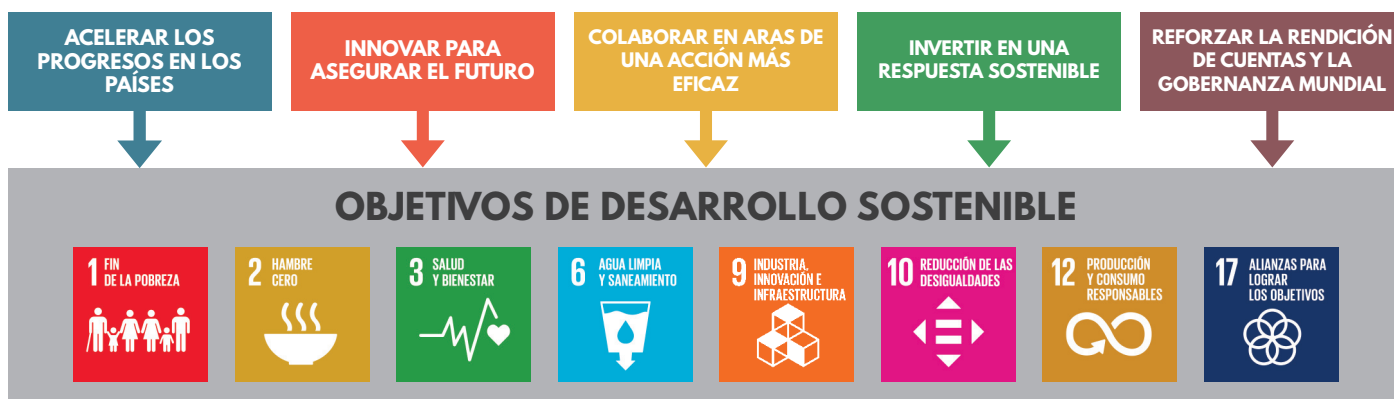 ACELERAR LOS
PROGRESOS EN LOS
PAÍSES
INNOVAR PARA
ASEGURAR EL FUTURO
COLABORAR EN ARAS DE
UNA ACCIÓN MÁS
EFICAZ
INVERTIR EN UNA
RESPUESTA SOSTENIBLE
REFORZAR LA RENDICIÓN
DE CUENTAS Y LA
GOBERNANZA MUNDIAL
OBJETIVOS DE DESARROLLO SOSTENIBLE
1 FIN
DE LA POBREZA
2 HAMBRE
CERO
3 SALUD
Y BIENESTAR
6 AGUA LIMPIA
Y SANEAMIENTO
9 INDUSTRIA,
INNOVACIÓN E
INFRAESTRUCTURA
10 REDUCCIÓN DE LAS
DESIGUALDADES
12 PRODUCCIÓN
Y CONSUMO
RESPONSABLES
17 ALIANZAS PARA
LOGRAR
LOS OBJETIVOS